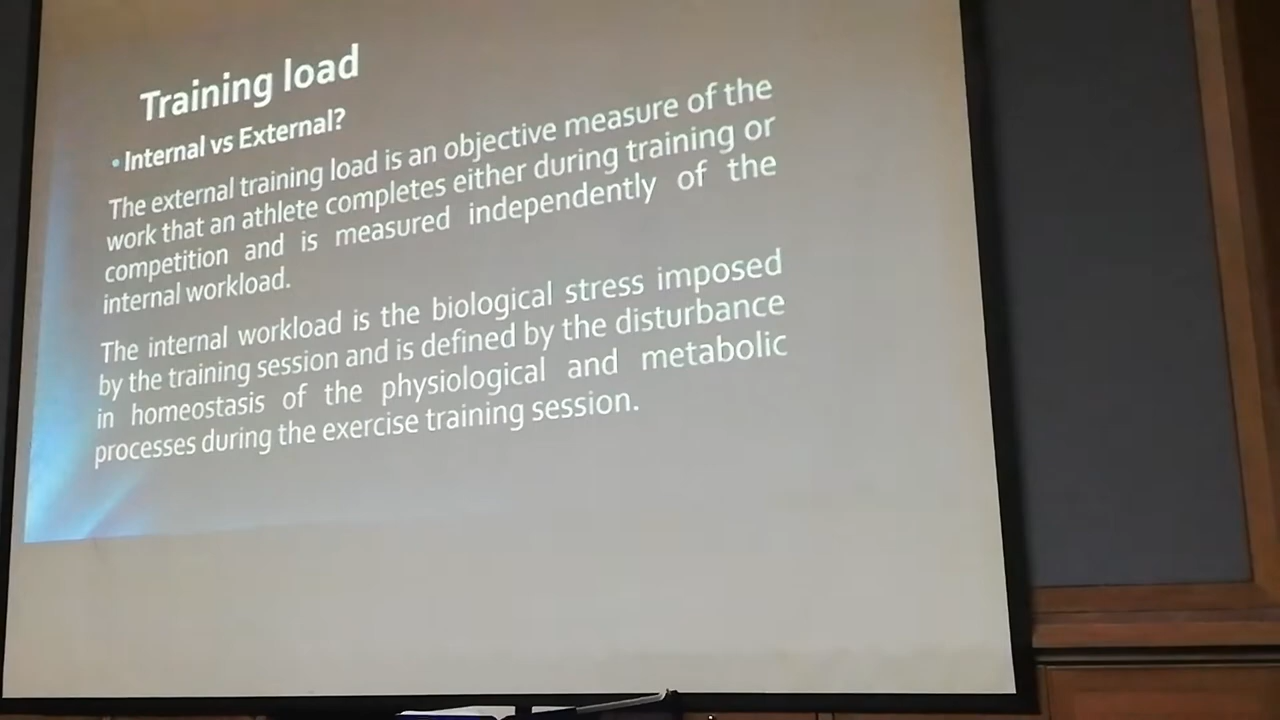 Training load
• Internal vs External?
The external training load is an objective measure of the
work that an athlete completes either during training or
competition and is measured independently of the
internal workload.
The internal workload is the biological stress imposed
by the training session and is defined by the disturbance
in homeostasis of the physiological and metabolic
processes during the exercise training session.